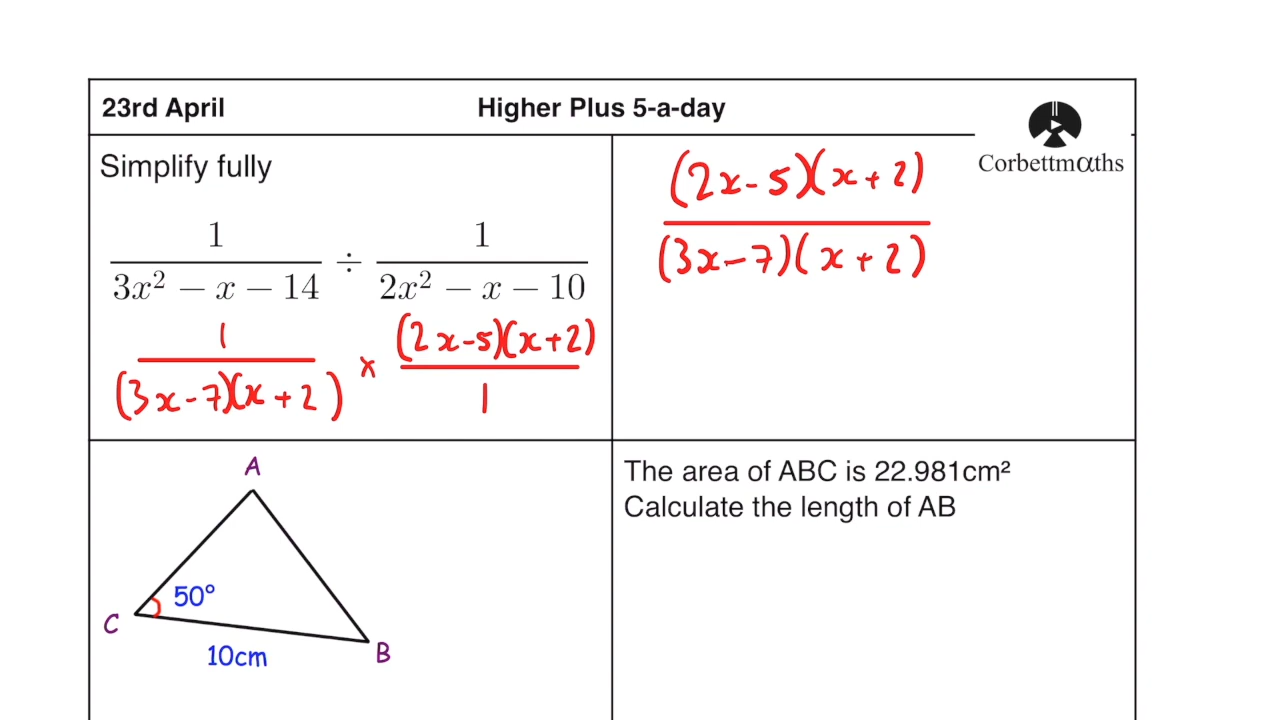 23rd April
Higher Plus 5-a-day
Corbettmαths
Simplify fully
1/(3x² − x − 14) ÷ 1/(2x² − x − 10)
1/((3x-7)(x+2)) × ((2x-5)(x+2))/1
((2x-5)(x+2))/((3x-7)(x+2))
A
50°
C
10cm
B
The area of ABC is 22.981cm²
Calculate the length of AB